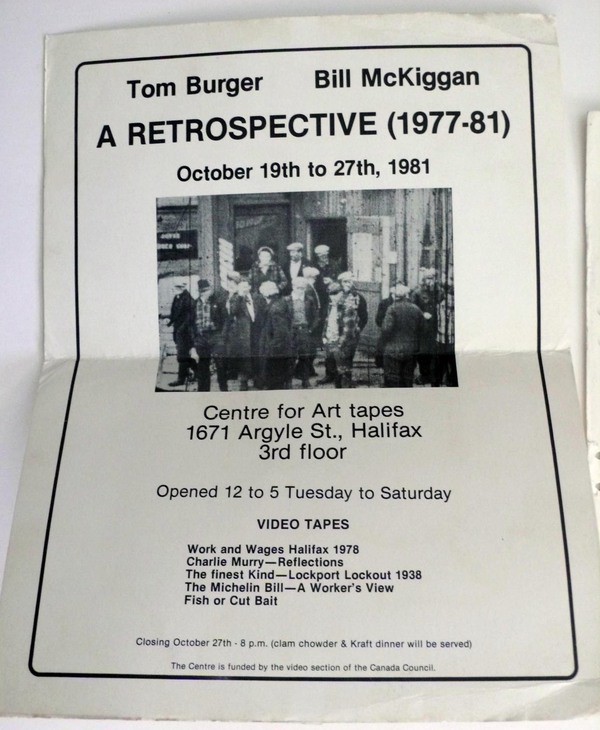 Tom Burger Bill McKiggan
A RETROSPECTIVE (1977-81)
October 19th to 27th, 1981
Centre for Art tapes
1671 Argyle St., Halifax
3rd floor
Opened 12 to 5 Tuesday to Saturday
VIDEO TAPES
Work and Wages Halifax 1978
Charlie Murry—Reflections
The finest Kind—Lockport Lockout 1938
The Michelin Bill—A Worker's View
Fish or Cut Bait
Closing October 27th - 8 p.m. (clam chowder & Kraft dinner will be served)
The Centre is funded by the video section of the Canada Council.